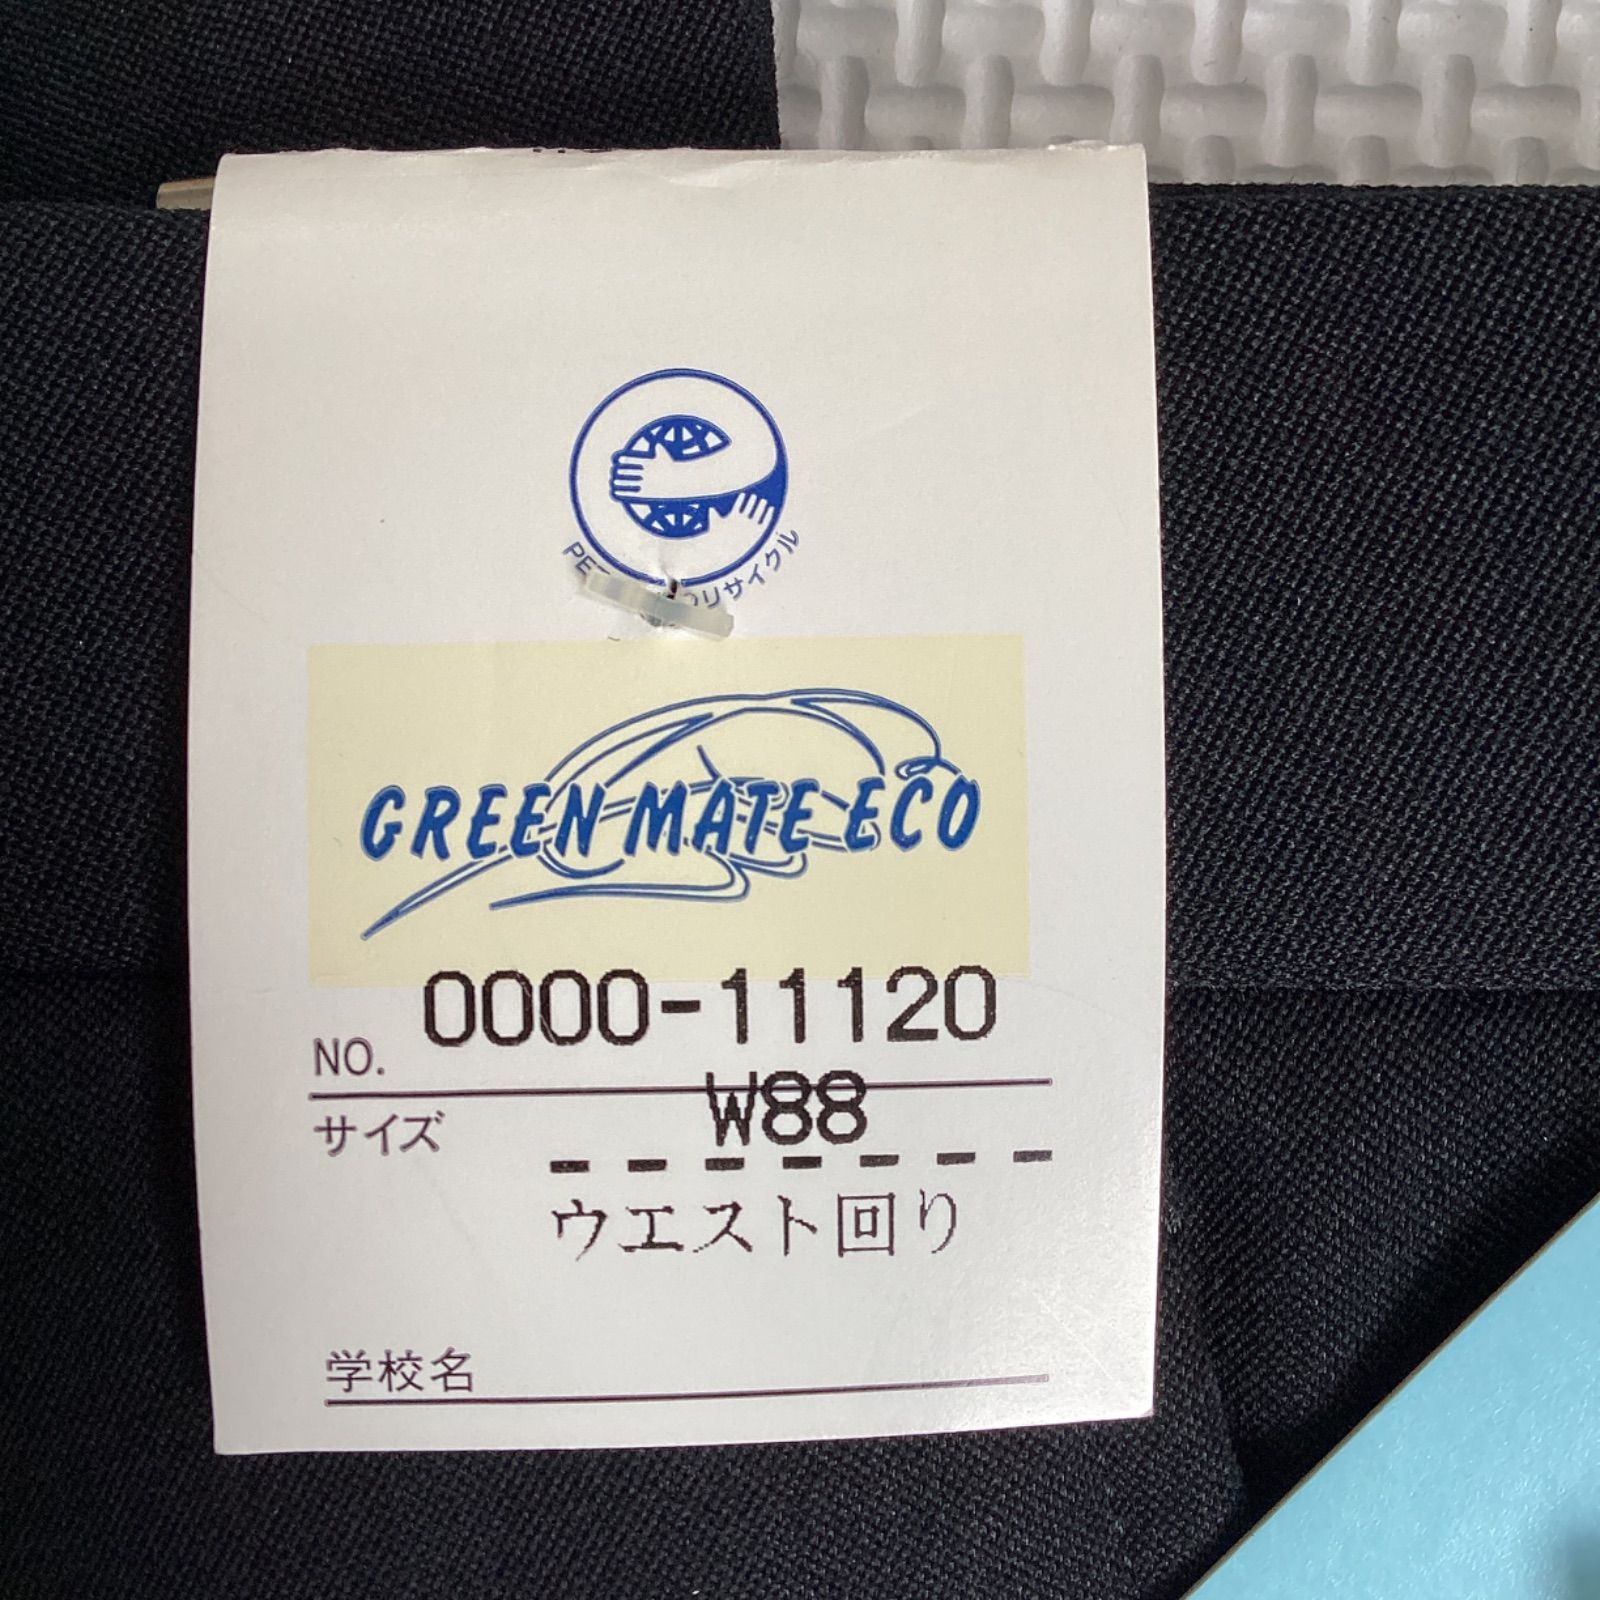 リサイクル
GREEN MATE ECO
NO. 0000-11120
サイズ W88
ウエスト回り
学校名